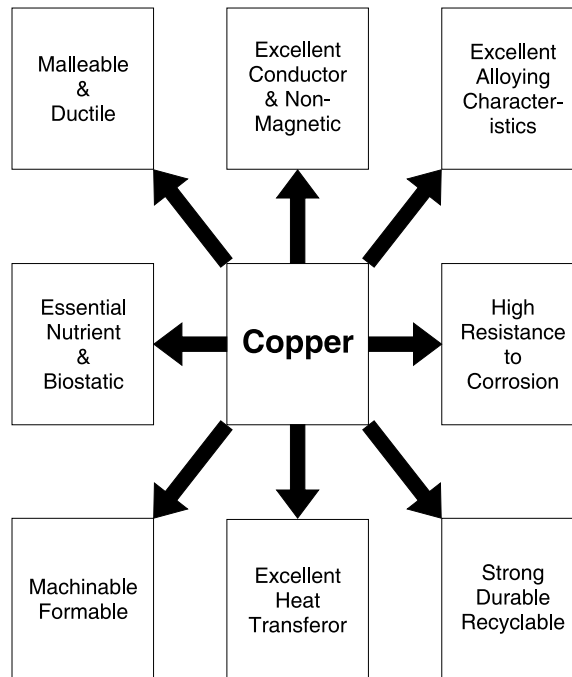 Malleable
&
Ductile
Excellent
Conductor
& Non-
Magnetic
Excellent
Alloying
Character-
istics
Essential
Nutrient
&
Biostatic
Copper
High
Resistance
to
Corrosion
Machinable
Formable
Excellent
Heat
Transferor
Strong
Durable
Recyclable